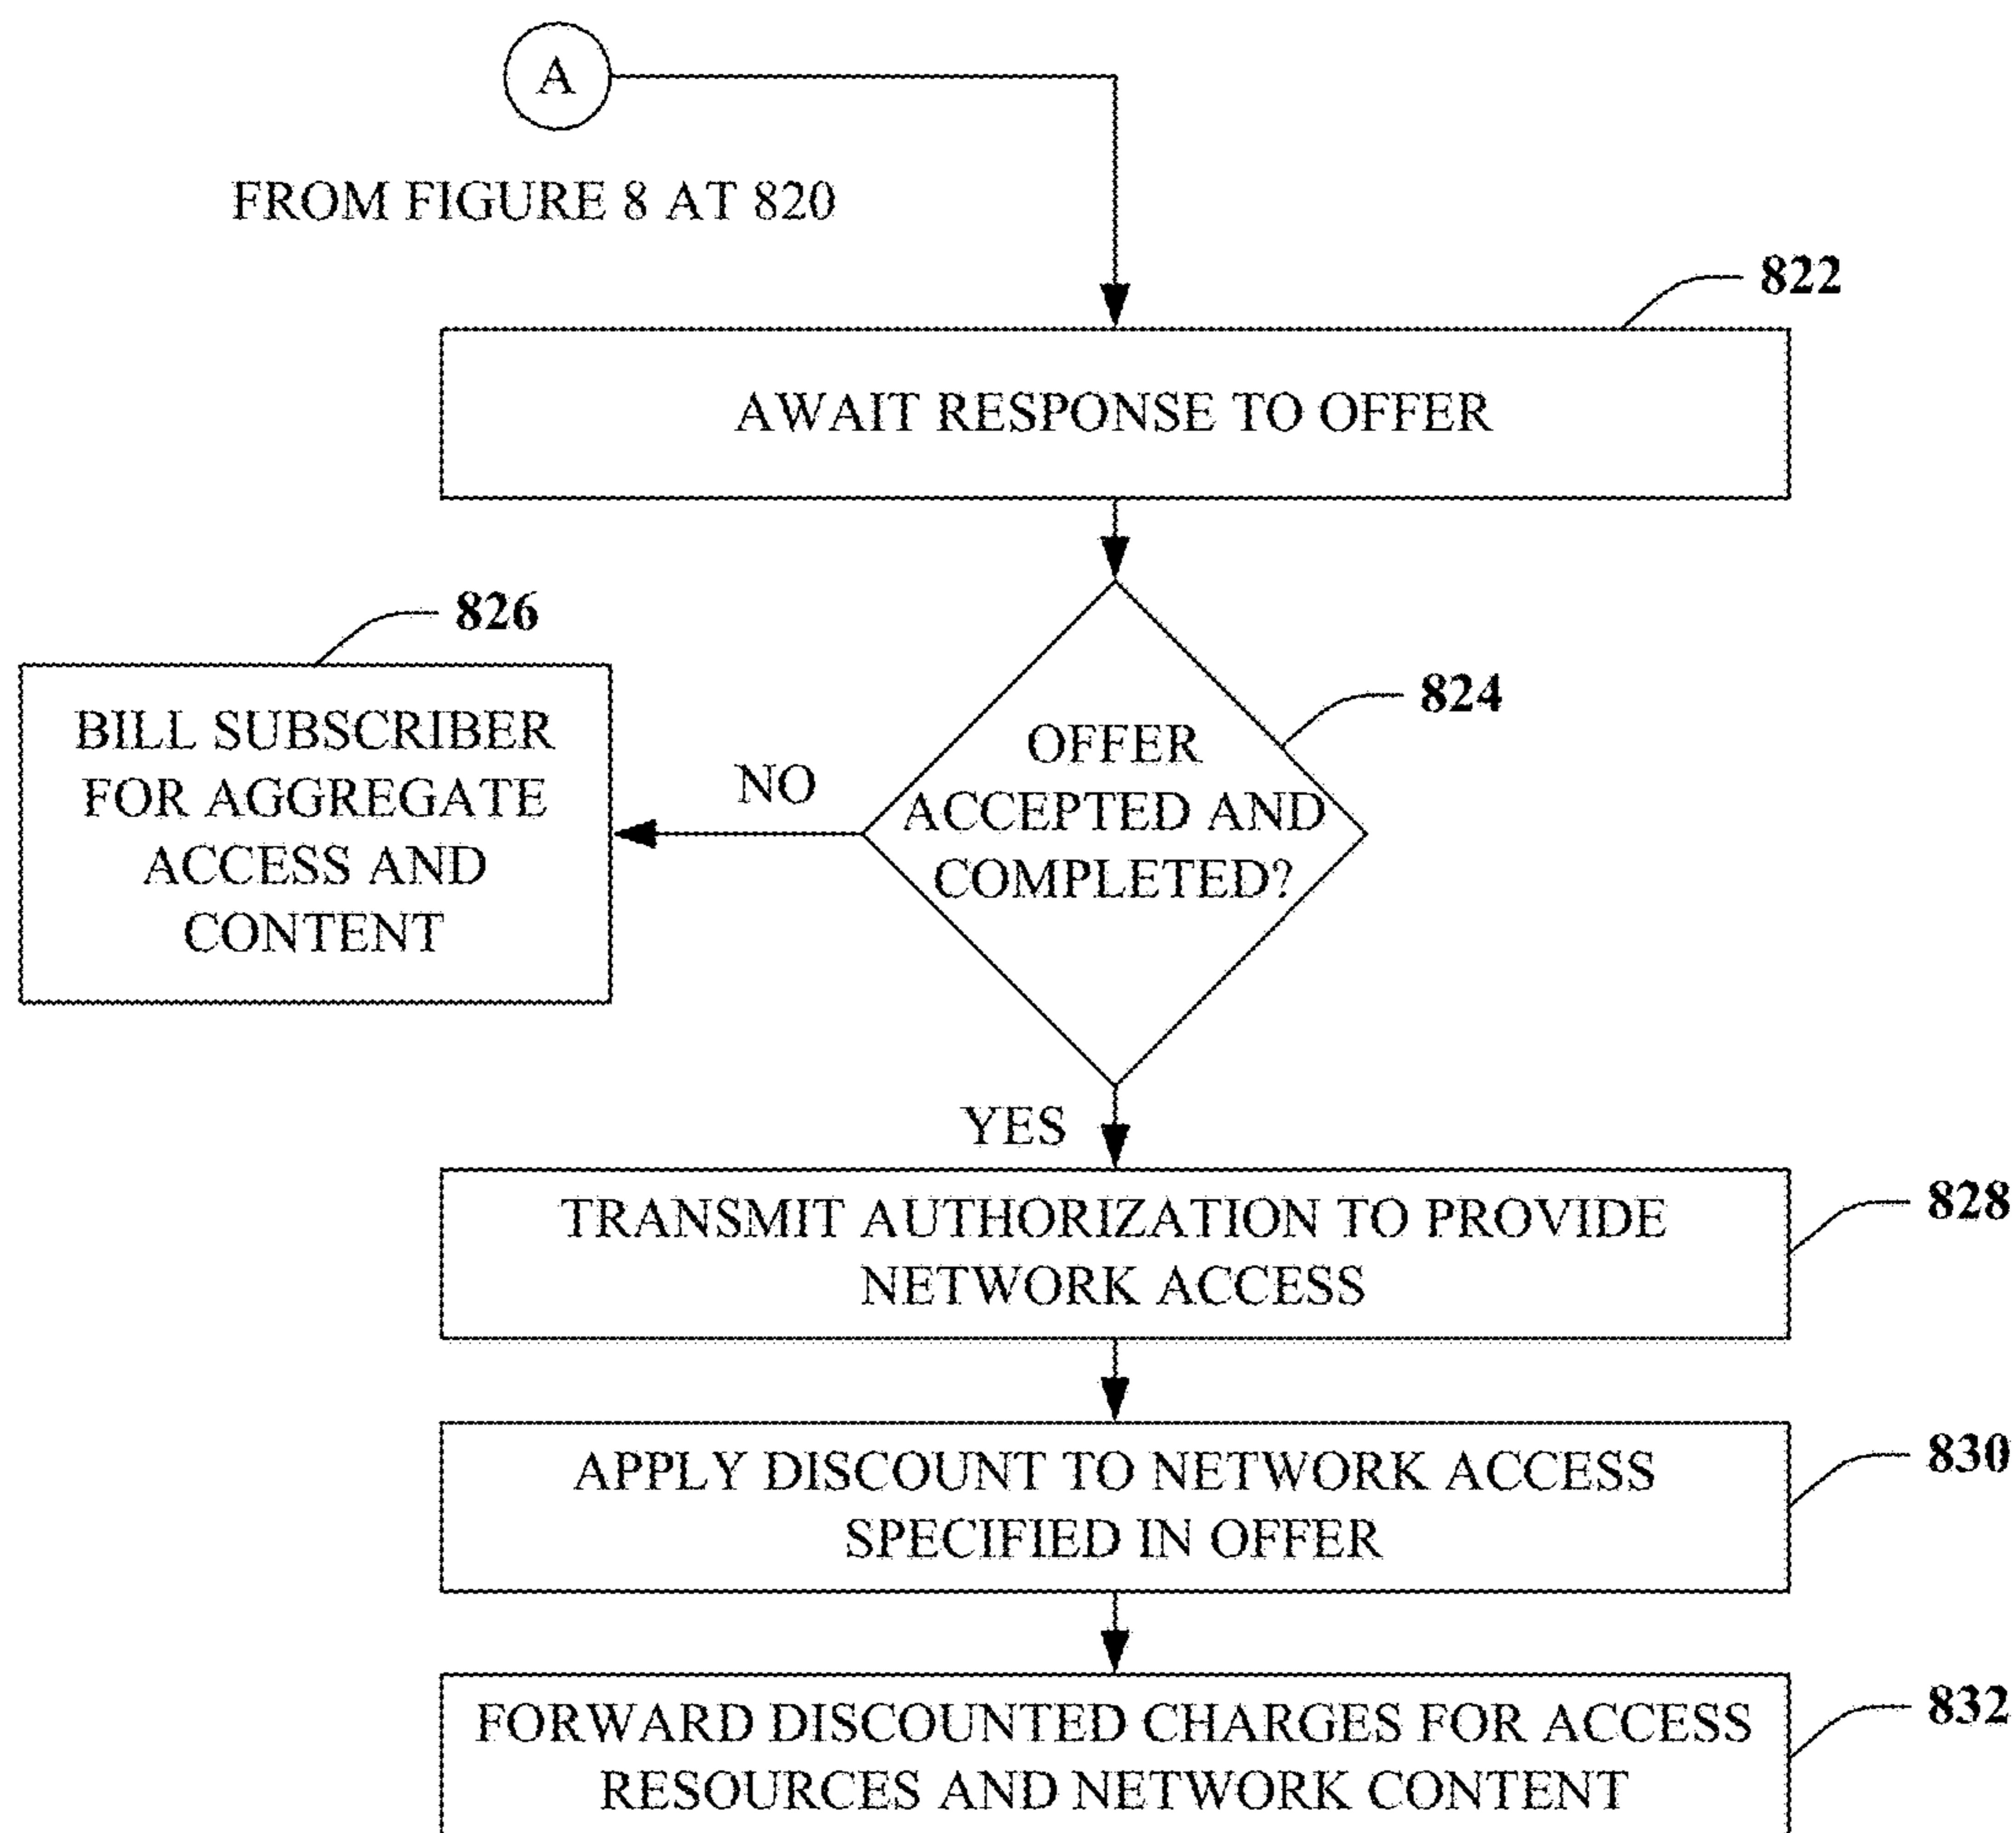 A
FROM FIGURE 8 AT 820
822
AWAIT RESPONSE TO OFFER
826
BILL SUBSCRIBER
FOR AGGREGATE
ACCESS AND
CONTENT
NO
824
OFFER
ACCEPTED AND
COMPLETED?
YES
828
TRANSMIT AUTHORIZATION TO PROVIDE
NETWORK ACCESS
830
APPLY DISCOUNT TO NETWORK ACCESS
SPECIFIED IN OFFER
832
FORWARD DISCOUNTED CHARGES FOR ACCESS
RESOURCES AND NETWORK CONTENT